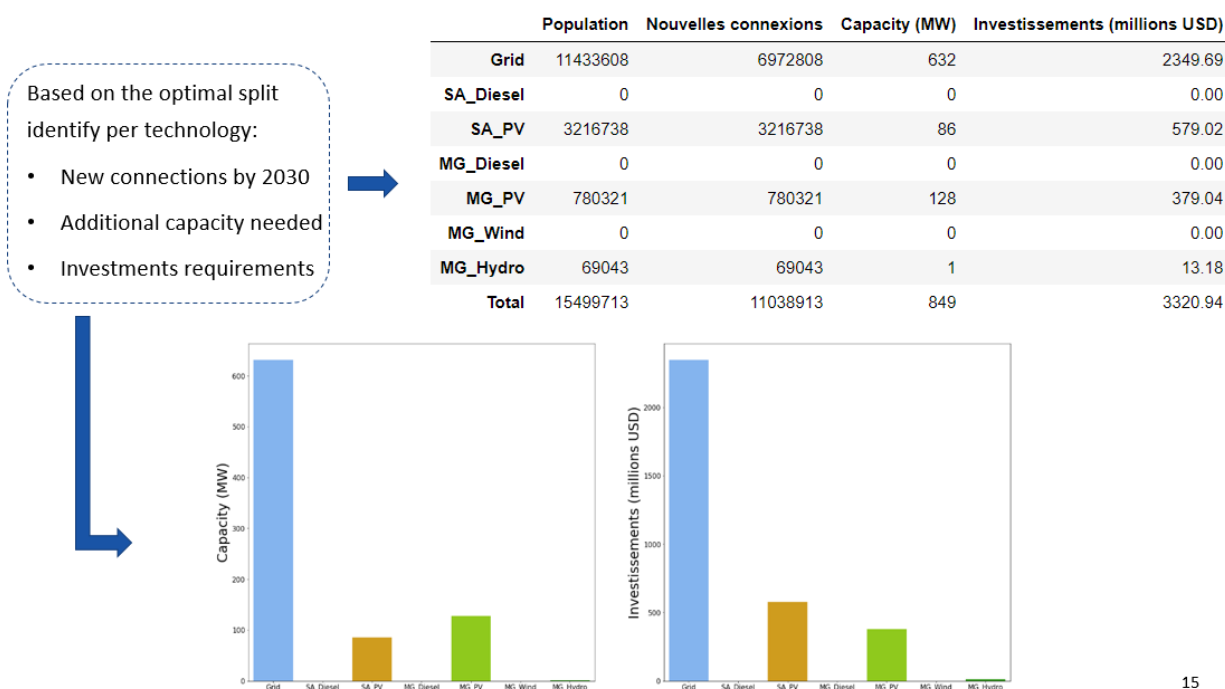 Based on the optimal split
identify per technology:
• New connections by 2030
• Additional capacity needed
• Investments requirements
Population Nouvelles connexions Capacity (MW) Investissements (millions USD)
Grid 11433608 6972808 632 2349.69
SA_Diesel 0 0 0 0.00
SA_PV 3216738 3216738 86 579.02
MG_Diesel 0 0 0 0.00
MG_PV 780321 780321 128 379.04
MG_Wind 0 0 0 0.00
MG_Hydro 69043 69043 1 13.18
Total 15499713 11038913 849 3320.94
Capacity (MW)
600
500
400
300
200
100
0
Grid SA_Diesel SA_PV MG_Diesel MG_PV MG_Wind MG_Hydro
Investissements (millions USD)
2000
1500
1000
500
0
Grid SA_Diesel SA_PV MG_Diesel MG_PV MG_Wind MG_Hydro
15